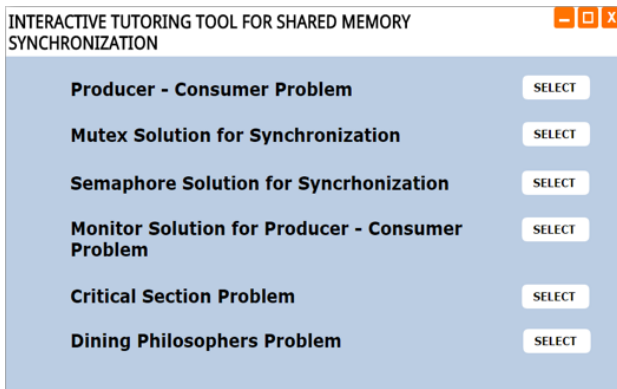 INTERACTIVE TUTORING TOOL FOR SHARED MEMORY
SYNCHRONIZATION
X
Producer - Consumer Problem SELECT
Mutex Solution for Synchronization SELECT
Semaphore Solution for Syncrhonization SELECT
Monitor Solution for Producer - Consumer SELECT
Problem
Critical Section Problem SELECT
Dining Philosophers Problem SELECT